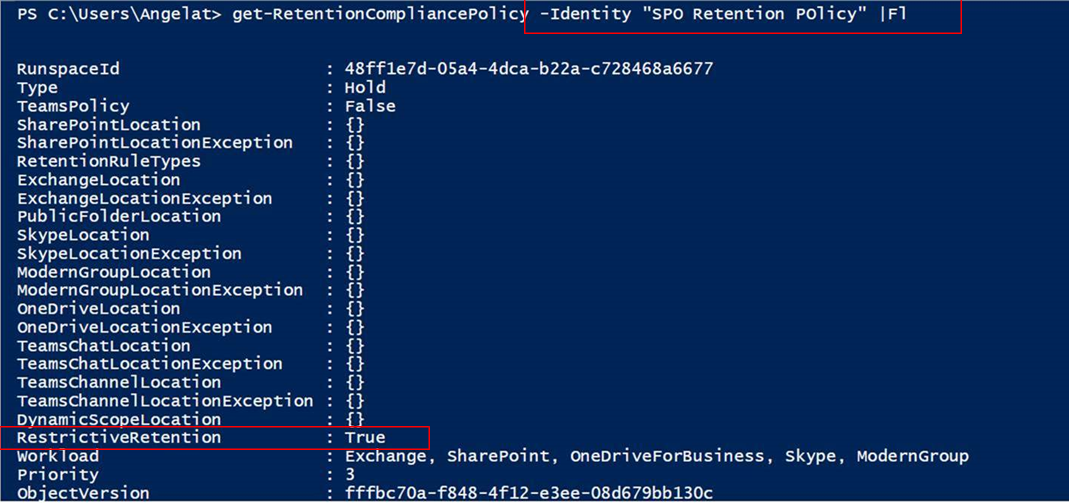 PS C:\Users\Angelat> get-RetentionCompliancePolicy -Identity "SPO Retention POlicy" |Fl
RunspaceId : 48ff1e7d-05a4-4dca-b22a-c728468a6677
Type : Hold
TeamsPolicy : False
SharePointLocation : {}
SharePointLocationException : {}
RetentionRuleTypes : {}
ExchangeLocation : {}
ExchangeLocationException : {}
PublicFolderLocation : {}
SkypeLocation : {}
SkypeLocationException : {}
ModernGroupLocation : {}
ModernGroupLocationException : {}
OneDriveLocation : {}
OneDriveLocationException : {}
TeamsChatLocation : {}
TeamsChatLocationException : {}
TeamsChannelLocation : {}
TeamsChannelLocationException : {}
DynamicScopeLocation : {}
RestrictiveRetention : True
Workload : Exchange, SharePoint, OneDriveForBusiness, Skype, ModernGroup
Priority : 3
ObjectVersion : fffbc70a-f848-4f12-e3ee-08d679bb130c